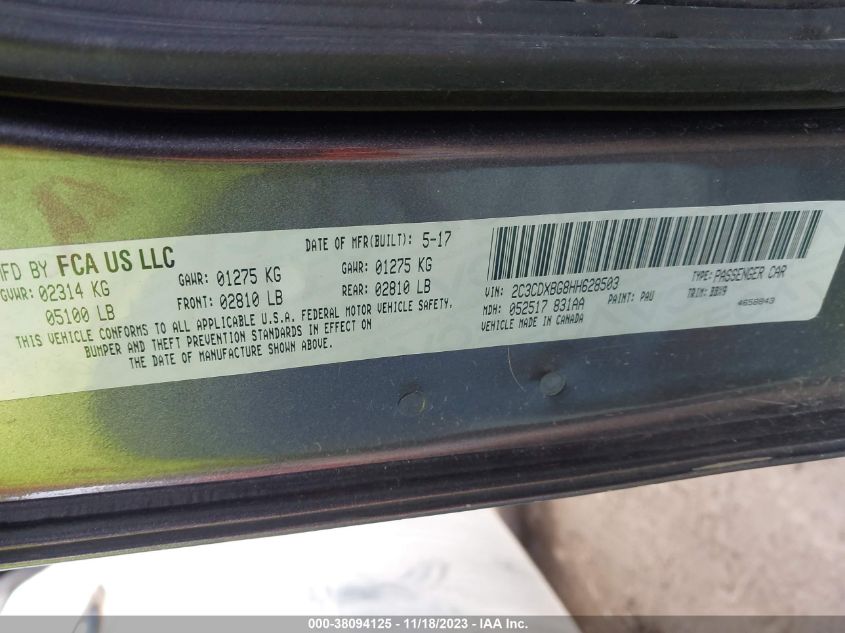 MFD BY FCA US LLC
DATE OF MFR(BUILT): 5-17
GVWR: 02314 KG
05100 LB
GAWR: 01275 KG
FRONT: 02810 LB
GAWR: 01275 KG
REAR: 02810 LB
THIS VEHICLE CONFORMS TO ALL APPLICABLE U.S.A. FEDERAL MOTOR VEHICLE SAFETY,
BUMPER AND THEFT PREVENTION STANDARDS IN EFFECT ON
THE DATE OF MANUFACTURE SHOWN ABOVE.
VIN: 2C3CDXBG8HH628503
TYPE: PASSENGER CAR
MDH: 052517 831AA
PAINT: PAU
TRIM: BBX9
VEHICLE MADE IN CANADA
4658843
000-38094125 - 11/18/2023 - IAA Inc.